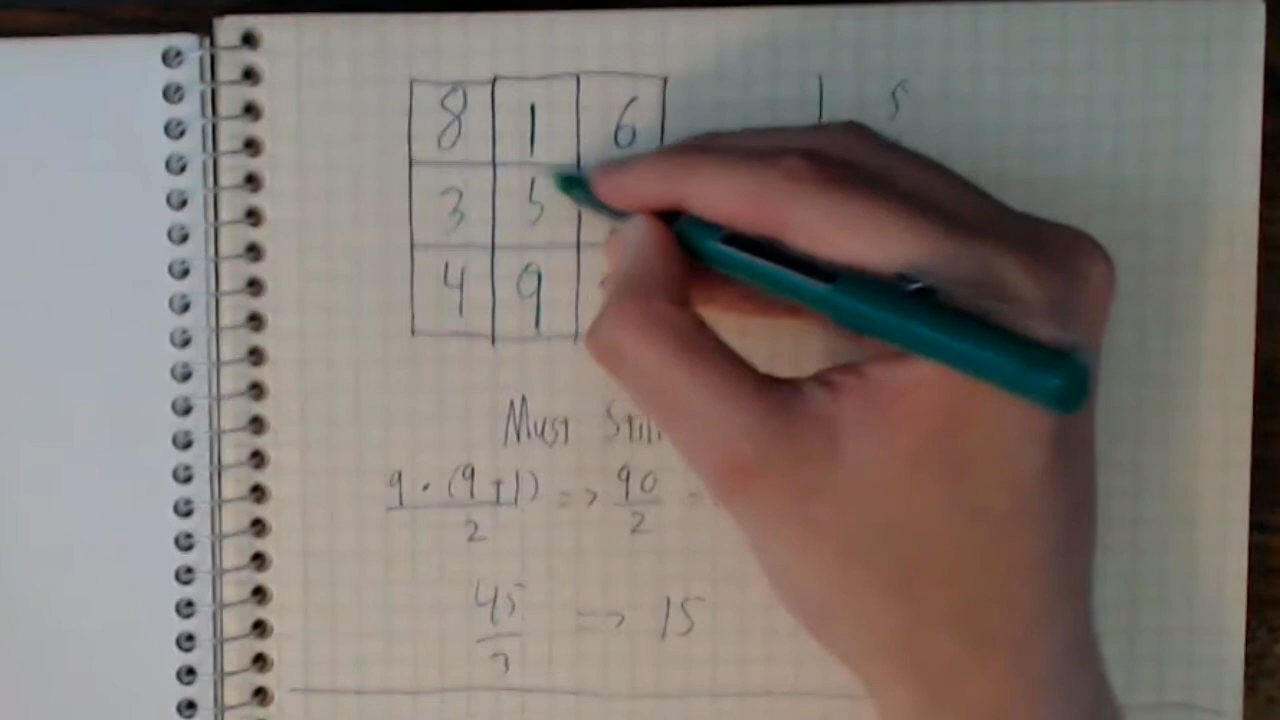 8 1 6
1 5
3 5
4 9
Must Still
9 · (9+1) / 2 => 90 / 2 =
45 / 3 => 15